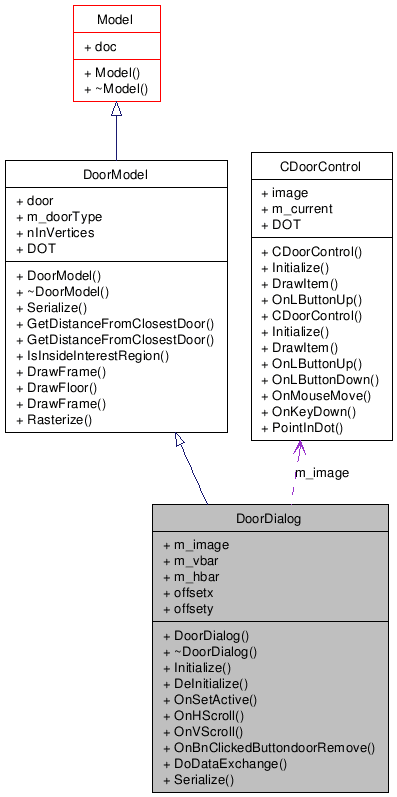 Model
+ doc
+ Model()
+ ~Model()
DoorModel
+ door
+ m_doorType
+ nInVertices
+ DOT
+ DoorModel()
+ ~DoorModel()
+ Serialize()
+ GetDistanceFromClosestDoor()
+ GetDistanceFromClosestDoor()
+ IsInsideInterestRegion()
+ DrawFrame()
+ DrawFloor()
+ DrawFrame()
+ Rasterize()
CDoorControl
+ image
+ m_current
+ DOT
+ CDoorControl()
+ Initialize()
+ DrawItem()
+ OnLButtonUp()
+ CDoorControl()
+ Initialize()
+ DrawItem()
+ OnLButtonUp()
+ OnLButtonDown()
+ OnMouseMove()
+ OnKeyDown()
+ PointInDot()
m_image
DoorDialog
+ m_image
+ m_vbar
+ m_hbar
+ offsetx
+ offsety
+ DoorDialog()
+ ~DoorDialog()
+ Initialize()
+ DeInitialize()
+ OnSetActive()
+ OnHScroll()
+ OnVScroll()
+ OnBnClickedButtondoorRemove()
+ DoDataExchange()
+ Serialize()